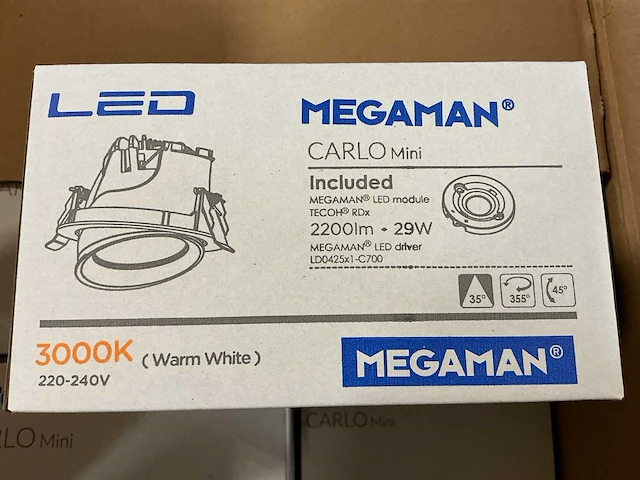 LED
MEGAMAN®
CARLO Mini
Included
MEGAMAN® LED module
TECOH® RDx
2200lm • 29W
MEGAMAN® LED driver
LD0425x1-C700
35° 355° 45°
3000K (Warm White)
220-240V
MEGAMAN®
LO Mini
CARLO Mini